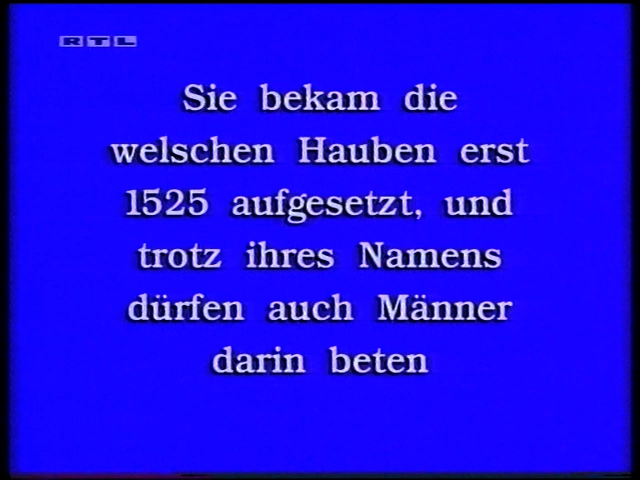 RTL
Sie bekam die
welschen Hauben erst
1525 aufgesetzt, und
trotz ihres Namens
dürfen auch Männer
darin beten